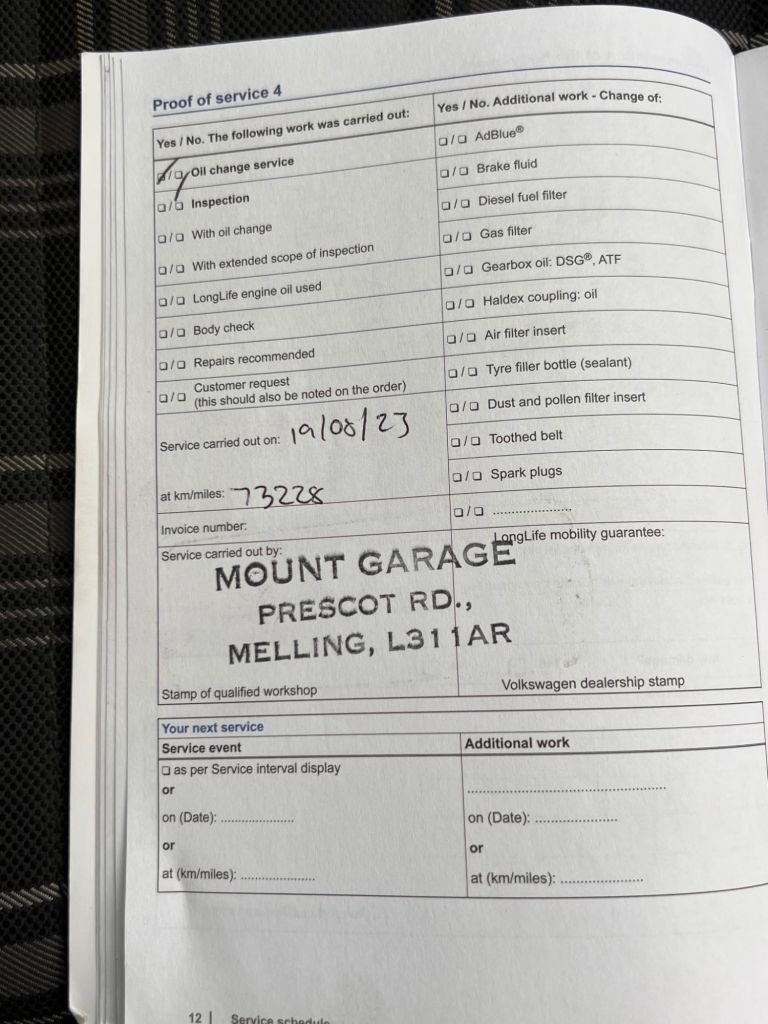 Proof of service 4
Yes / No. The following work was carried out:
☑/☐ Oil change service
☐/☐ Inspection
☐/☐ With oil change
☐/☐ With extended scope of inspection
☐/☐ LongLife engine oil used
☐/☐ Body check
☐/☐ Repairs recommended
☐/☐ Customer request
(this should also be noted on the order)
Service carried out on: 19/08/23
at km/miles: 73228
Invoice number:
Service carried out by:
MOUNT GARAGE
PRESCOT RD.,
MELLING, L311AR
Stamp of qualified workshop
Yes / No. Additional work - Change of:
☐/☐ AdBlue®
☐/☐ Brake fluid
☐/☐ Diesel fuel filter
☐/☐ Gas filter
☐/☐ Gearbox oil: DSG®, ATF
☐/☐ Haldex coupling: oil
☐/☐ Air filter insert
☐/☐ Tyre filler bottle (sealant)
☐/☐ Dust and pollen filter insert
☐/☐ Toothed belt
☐/☐ Spark plugs
☐/☐ ....................
LongLife mobility guarantee:
Volkswagen dealership stamp
Your next service
Service event
☐ as per Service interval display
or
on (Date): ....................
or
at (km/miles): ....................
Additional work
..................................................
on (Date): ......................
or
at (km/miles): ......................
12 | Service schedule